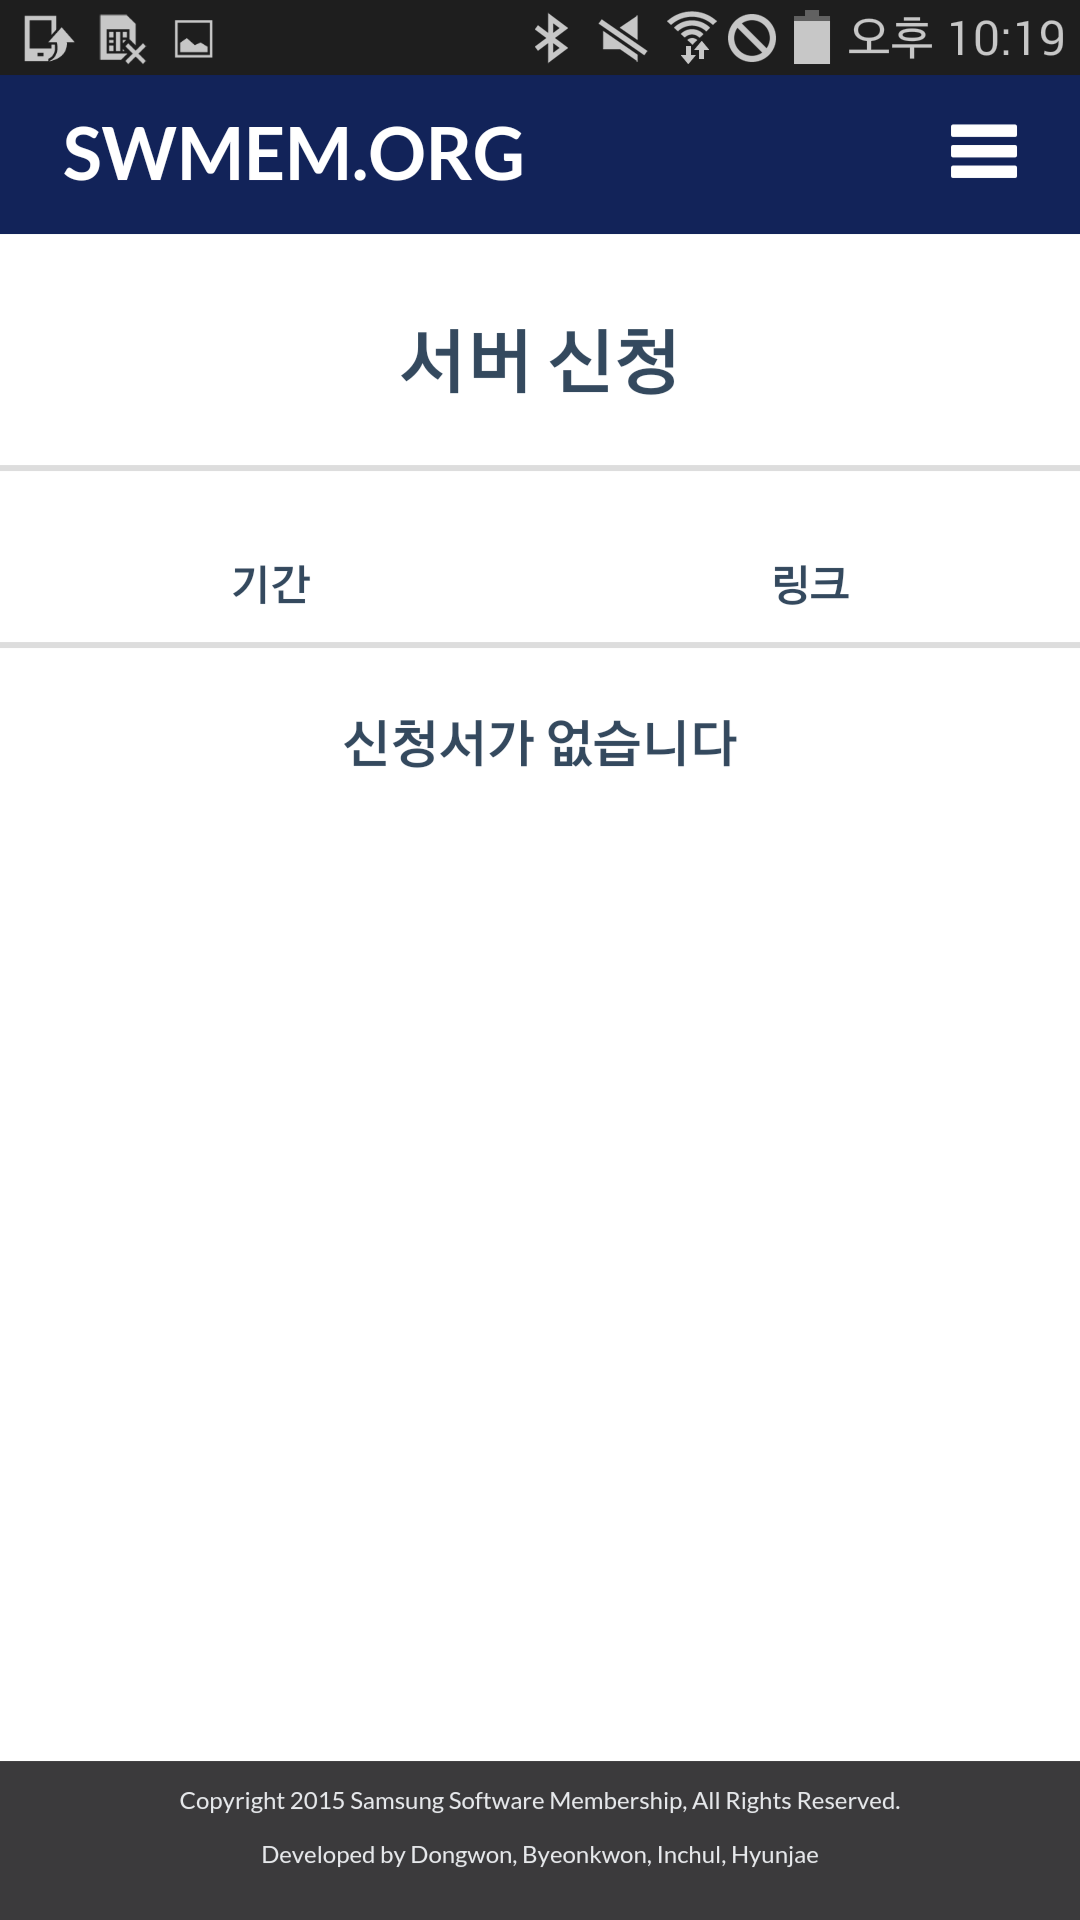 오후 10:19
SWMEM.ORG
서버 신청
기간 링크
신청서가 없습니다
Copyright 2015 Samsung Software Membership, All Rights Reserved.
Developed by Dongwon, Byeonkwon, Inchul, Hyunjae